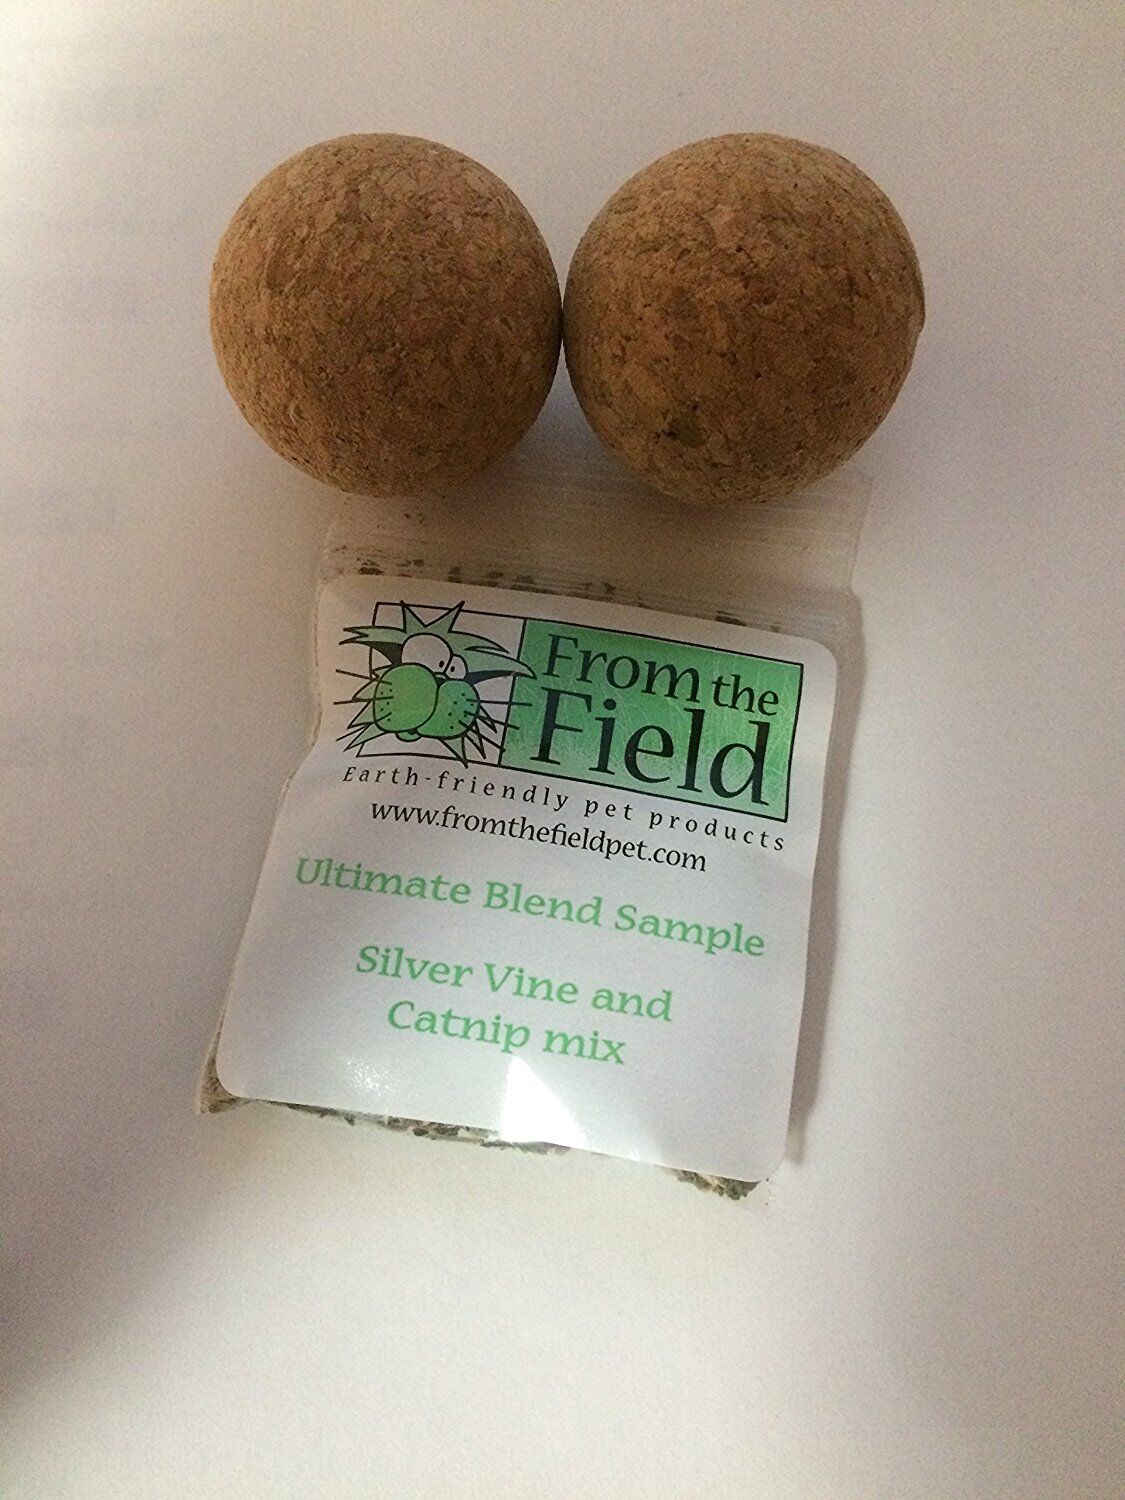 From the
Field
Earth-friendly pet products
www.fromthefieldpet.com
Ultimate Blend Sample
Silver Vine and
Catnip mix